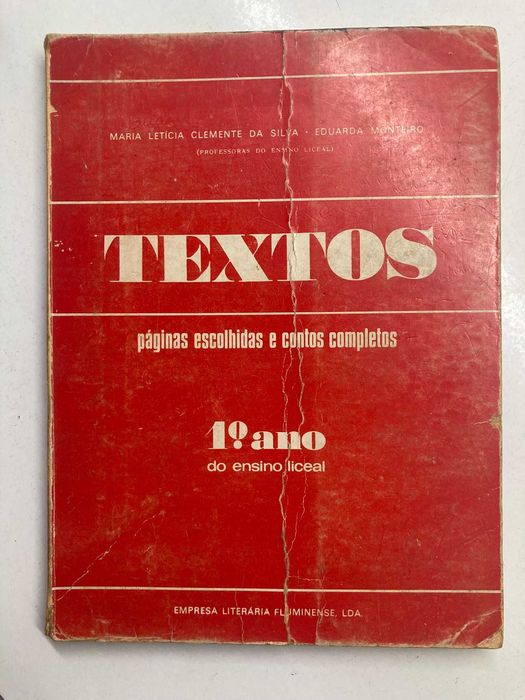 MARIA LETÍCIA CLEMENTE DA SILVA · EDUARDA MONTEIRO
(PROFESSORAS DO ENSINO LICEAL)
TEXTOS
páginas escolhidas e contos completos
1.º ano
do ensino liceal
EMPRESA LITERÁRIA FLUMINENSE, LDA.